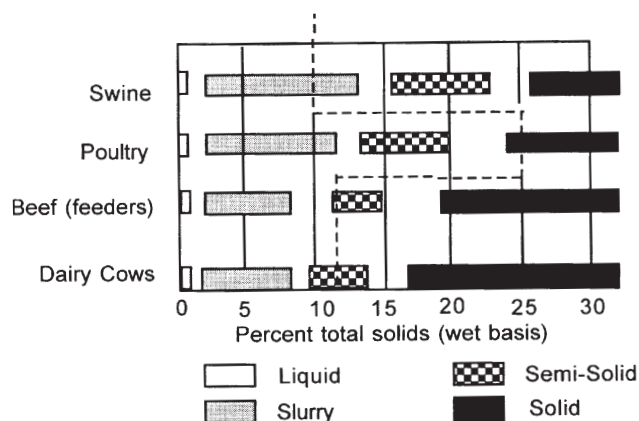 Swine
Poultry
Beef (feeders)
Dairy Cows
0 5 10 15 20 25 30
Percent total solids (wet basis)
Liquid Semi-Solid
Slurry Solid